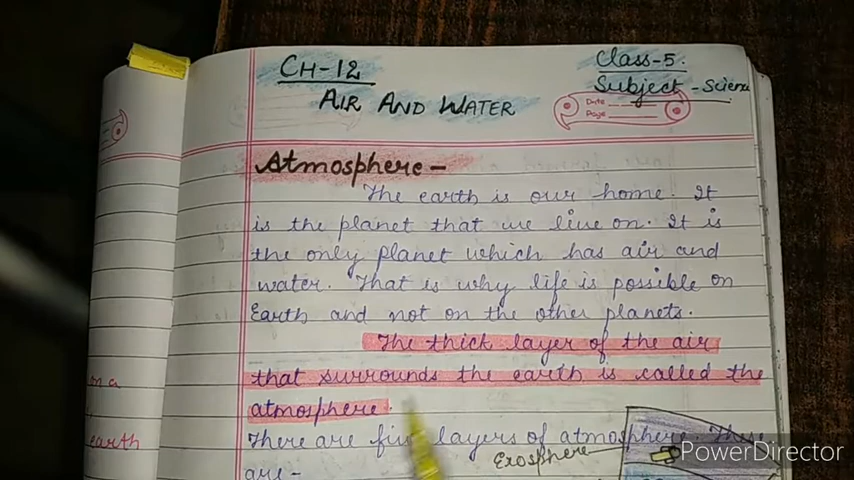 CH-12
Class-5.
Subject - Scien
AIR AND WATER
Date
Page
Atmosphere -
The earth is our home. It
is the planet that we live on. It is
the only planet which has air and
water. That is why life is possible on
Earth and not on the other planets.
The thick layer of the air
that surrounds the earth is called the
on a
atmosphere.
There are five layers of atmosphere. These
earth
Exosphere
are-
PowerDirector